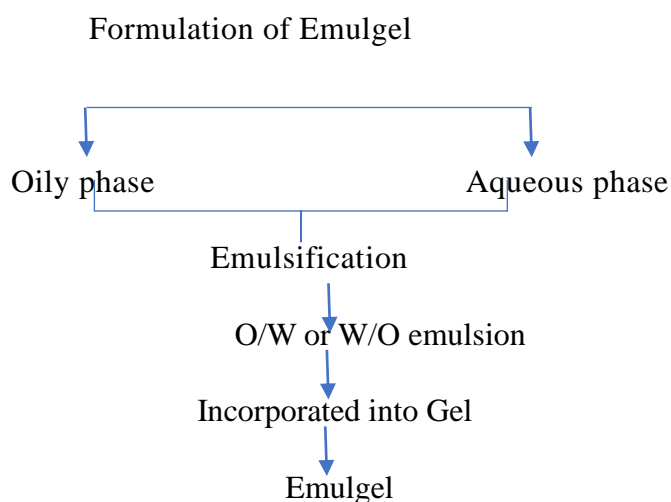 Formulation of Emulgel
Oily phase
Aqueous phase
Emulsification
O/W or W/O emulsion
Incorporated into Gel
Emulgel